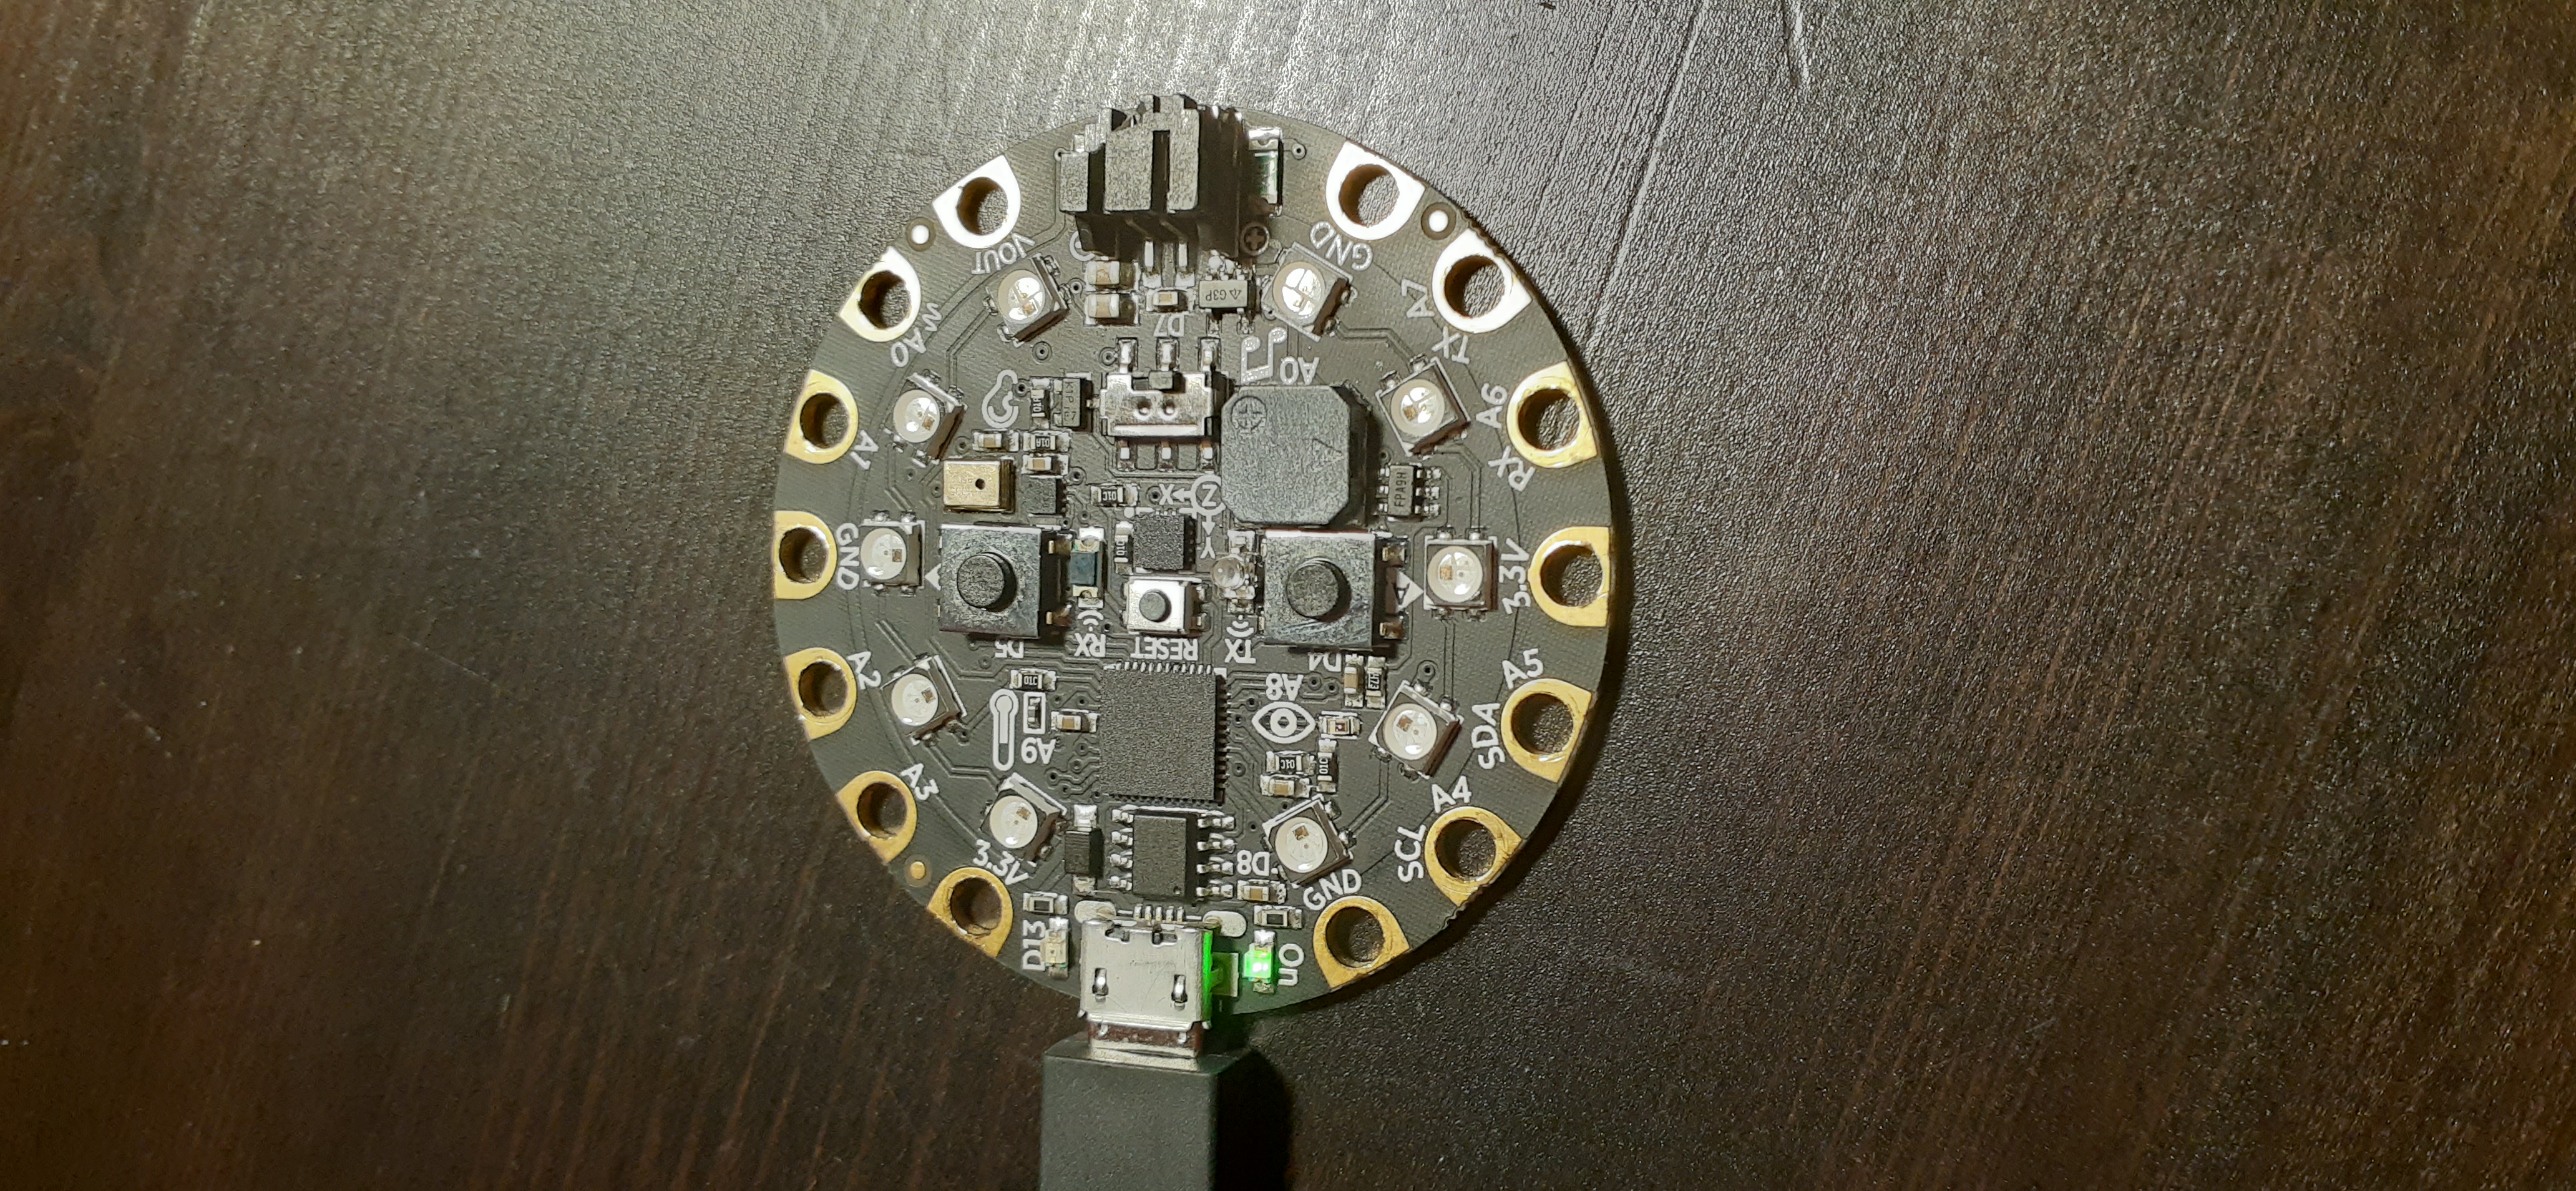 GND
A2
A1
A3
A0
3.3V
VOUT
D5
A9
D13
RX
RESET
D7
X
Y
Z
G3P
TX
D8
On
A8
A0
GND
D4
GND
A
FPA9H
SCL
A4
A7
TX
SDA
A5
3.3V
RX
A6